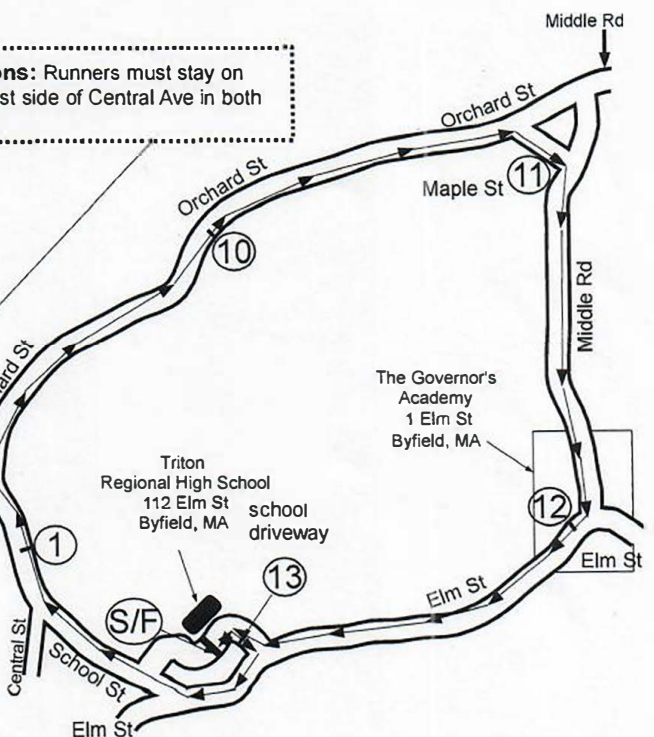 Middle Rd
ons: Runners must stay on
st side of Central Ave in both
Orchard St
Orchard St
11
Maple St
10
Middle Rd
ard St
The Governor's
Academy
1 Elm St
Byfield, MA
Triton
Regional High School
112 Elm St
Byfield, MA
school
driveway
12
1
Elm St
13
Elm St
S/F
Central St
School St
Elm St